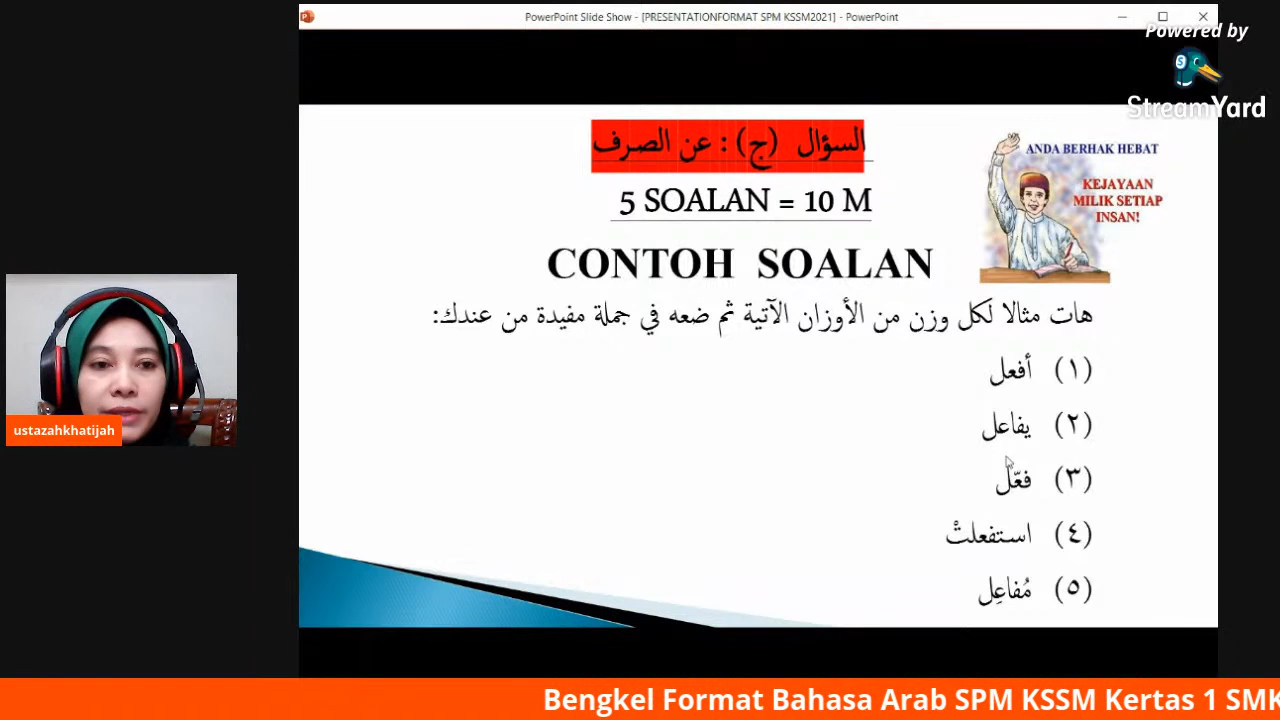 PowerPoint Slide Show - [PRESENTATIONFORMAT SPM KSSM2021] - PowerPoint
Powered by
StreamYard
السؤال (ج) : عن الصرف
5 SOALAN = 10 M
ANDA BERHAK HEBAT
KEJAYAAN
MILIK SETIAP
INSAN!
CONTOH SOALAN
هات مثالا لكل وزن من الأوزان الآتية ثم ضعه في جملة مفيدة من عندك:
(١) أفعل
(٢) يفاعل
(٣) فعّل
(٤) استفعلتْ
(٥) مُفاعِل
ustazahkhatijah
Bengkel Format Bahasa Arab SPM KSSM Kertas 1 SMK